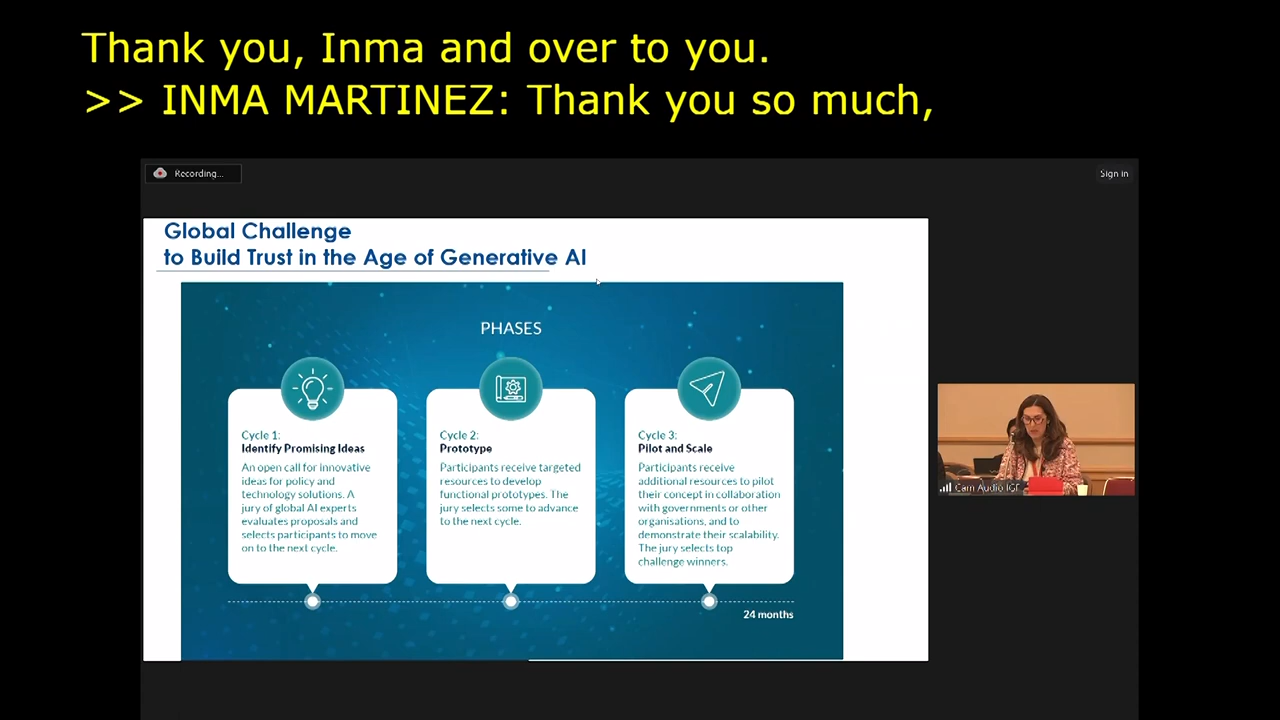 Thank you, Inma and over to you.
>> INMA MARTINEZ: Thank you so much,
Recording...
Sign in
Global Challenge
to Build Trust in the Age of Generative AI
PHASES
Cycle 1:
Identify Promising Ideas
An open call for innovative
ideas for policy and
technology solutions. A
jury of global AI experts
evaluates proposals and
selects participants to move
on to the next cycle.
Cycle 2:
Prototype
Participants receive targeted
resources to develop
functional prototypes. The
jury selects some to advance
to the next cycle.
Cycle 3:
Pilot and Scale
Participants receive
additional resources to pilot
their concept in collaboration
with governments or other
organisations, and to
demonstrate their scalability.
The jury selects top
challenge winners.
24 months
Cam Audio IGF